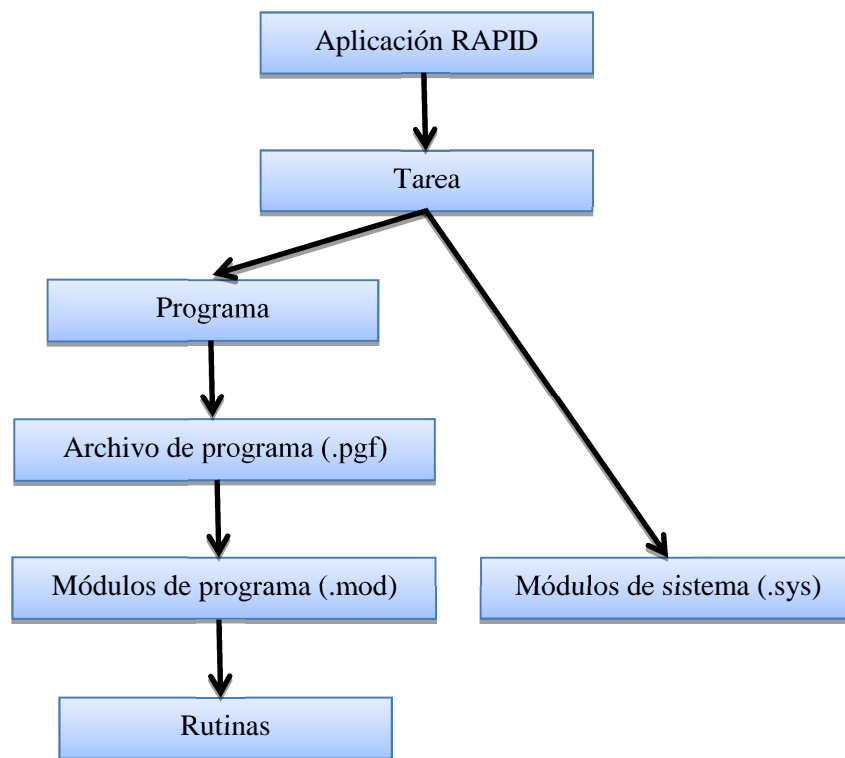 Aplicación RAPID
Tarea
Programa
Archivo de programa (.pgf)
Módulos de programa (.mod)
Módulos de sistema (.sys)
Rutinas